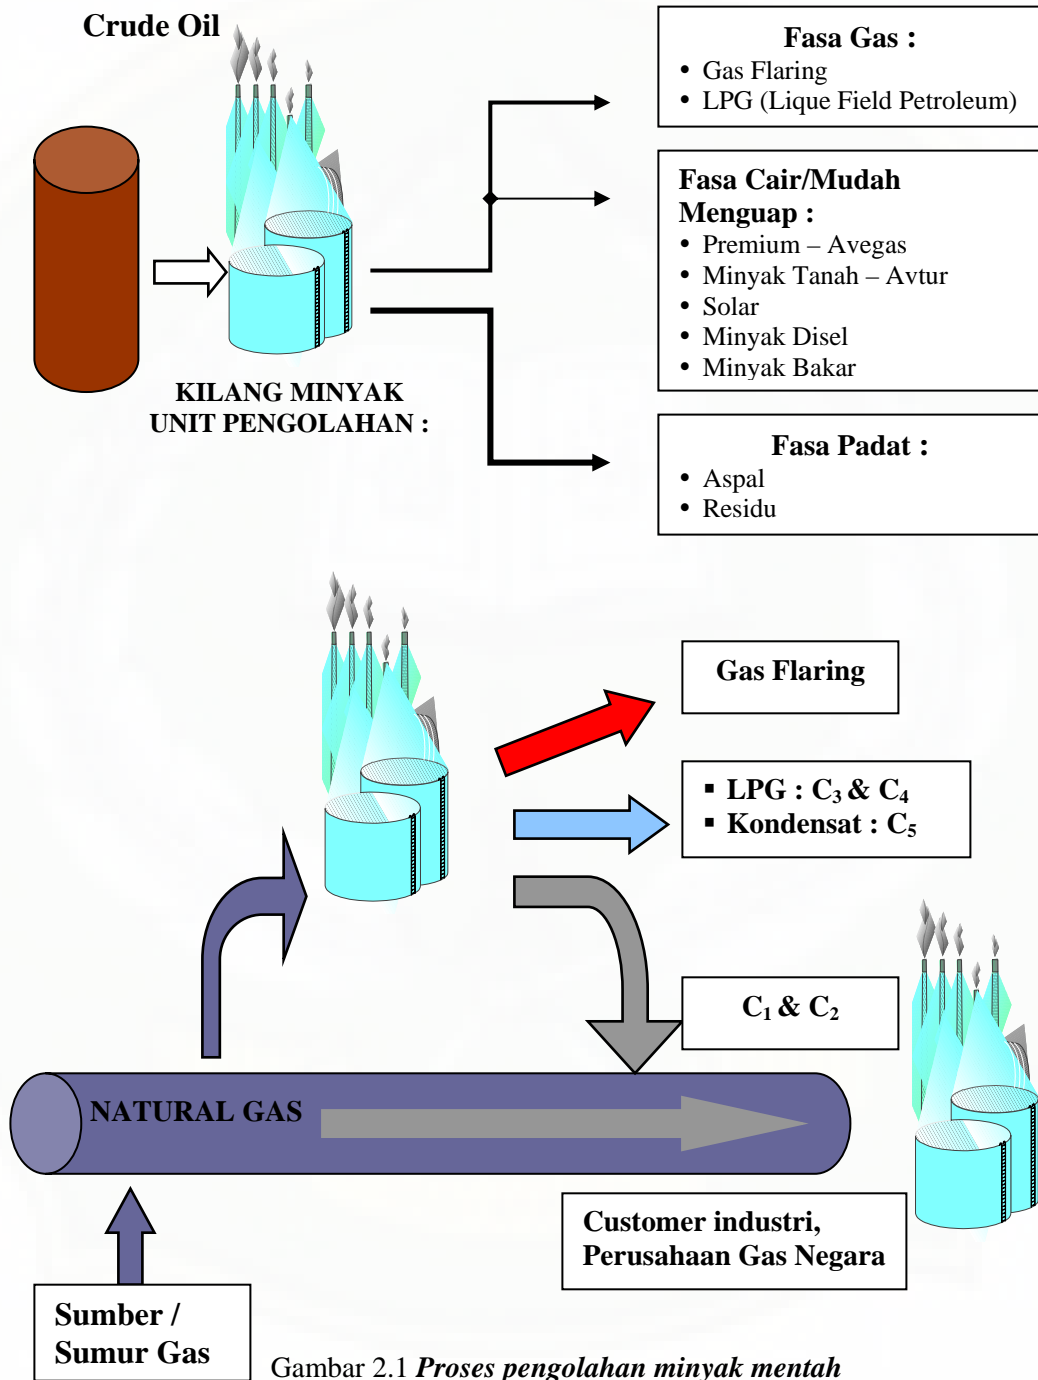 Crude Oil
Fasa Gas :
• Gas Flaring
• LPG (Lique Field Petroleum)
Fasa Cair/Mudah
Menguap :
• Premium – Avegas
• Minyak Tanah – Avtur
• Solar
• Minyak Disel
• Minyak Bakar
KILANG MINYAK
UNIT PENGOLAHAN :
Fasa Padat :
• Aspal
• Residu
Gas Flaring
▪ LPG : C₃ & C₄
▪ Kondensat : C₅
C₁ & C₂
NATURAL GAS
Customer industri,
Perusahaan Gas Negara
Sumber /
Sumur Gas
Gambar 2.1 Proses pengolahan minyak mentah